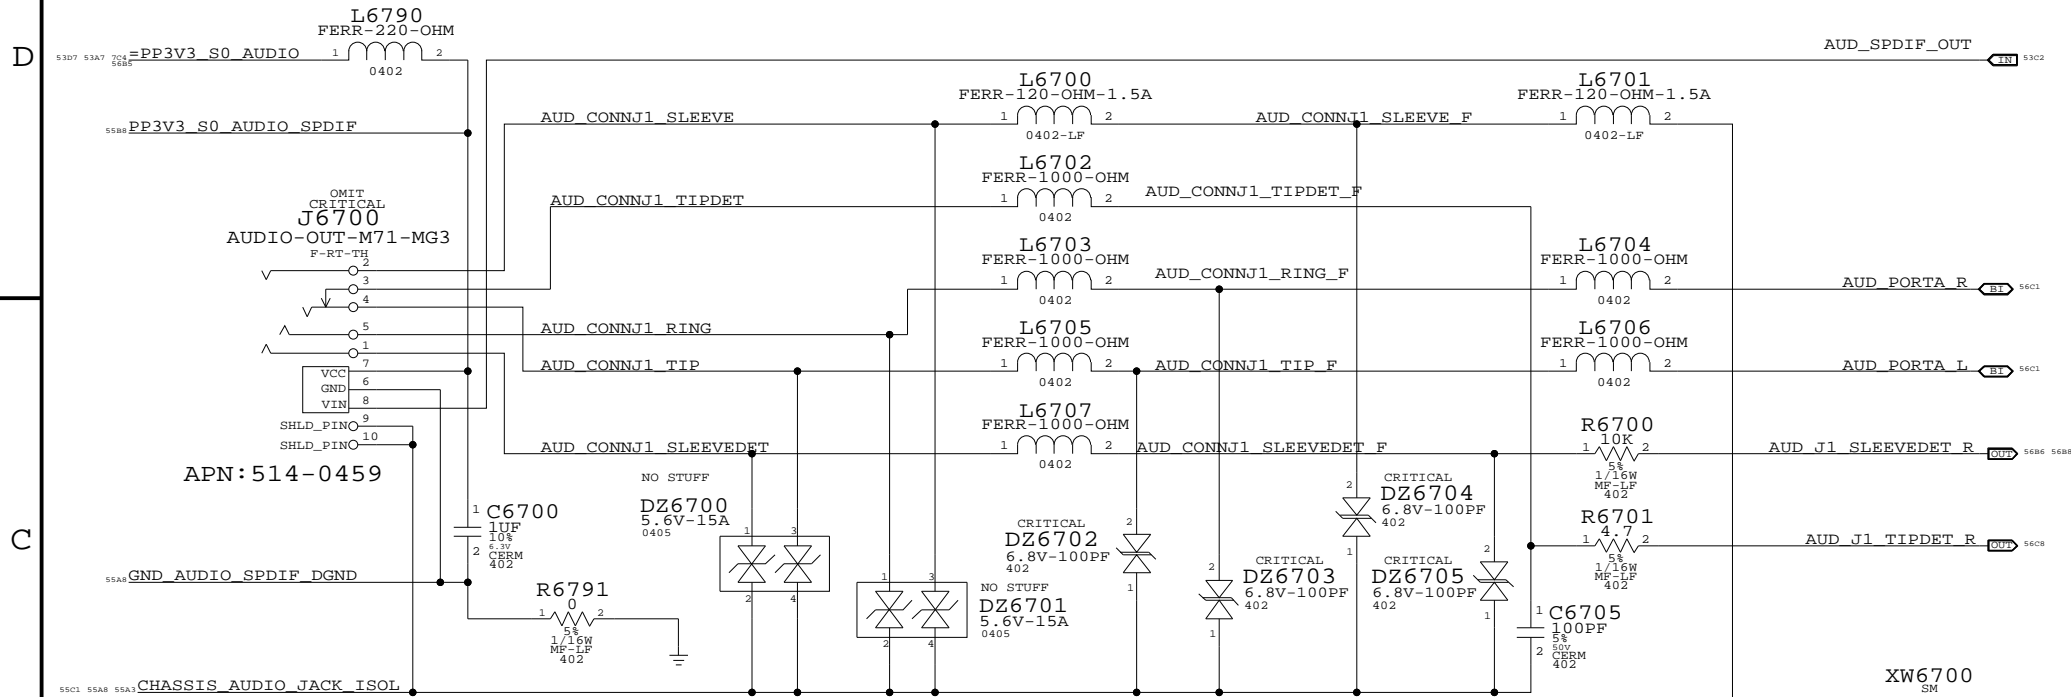 D
L6790
FERR-220-OHM
53D7 53A7 7C4 =PP3V3_S0_AUDIO
56B5
1 2
0402
AUD_SPDIF_OUT
IN 53C2
L6700
FERR-120-OHM-1.5A
L6701
FERR-120-OHM-1.5A
55B8 PP3V3_S0_AUDIO_SPDIF
AUD_CONNJ1_SLEEVE
1 2
AUD_CONNJ1_SLEEVE_F
1 2
0402-LF
0402-LF
L6702
FERR-1000-OHM
AUD_CONNJ1_TIPDET
1 2
AUD_CONNJ1_TIPDET_F
0402
OMIT
CRITICAL
J6700
AUDIO-OUT-M71-MG3
F-RT-TH
2
3
4
5
1
7
6
8
9
10
VCC
GND
VIN
SHLD_PIN
SHLD_PIN
APN:514-0459
L6703
FERR-1000-OHM
1 2
0402
AUD_CONNJ1_RING_F
L6704
FERR-1000-OHM
1 2
0402
AUD_PORTA_R
BI 56C1
AUD_CONNJ1_RING
L6705
FERR-1000-OHM
L6706
FERR-1000-OHM
AUD_CONNJ1_TIP
1 2
0402
AUD_CONNJ1_TIP_F
1 2
0402
AUD_PORTA_L
BI 56C1
L6707
FERR-1000-OHM
AUD_CONNJ1_SLEEVEDET
1 2
0402
AUD_CONNJ1_SLEEVEDET_F
R6700
10K
1 2
5%
1/16W
MF-LF
402
AUD_J1_SLEEVEDET_R
OUT 56B6 56B8
C
1
C6700
1UF
10%
6.3V
CERM
402
2
NO STUFF
DZ6700
5.6V-15A
0405
1 3
2 4
CRITICAL
DZ6702
6.8V-100PF
402
2
1
CRITICAL
DZ6704
6.8V-100PF
402
2
1
R6701
4.7
1 2
5%
1/16W
MF-LF
402
AUD_J1_TIPDET_R
OUT 56C8
55A8 GND_AUDIO_SPDIF_DGND
R6791
0
1 2
5%
1/16W
MF-LF
402
1 3
2 4
NO STUFF
DZ6701
5.6V-15A
0405
CRITICAL
DZ6703
6.8V-100PF
402
2
1
CRITICAL
DZ6705
6.8V-100PF
402
2
1
1
C6705
100PF
5%
50V
CERM
402
2
55C1 55A8 55A3 CHASSIS_AUDIO_JACK_ISOL
XW6700
SM